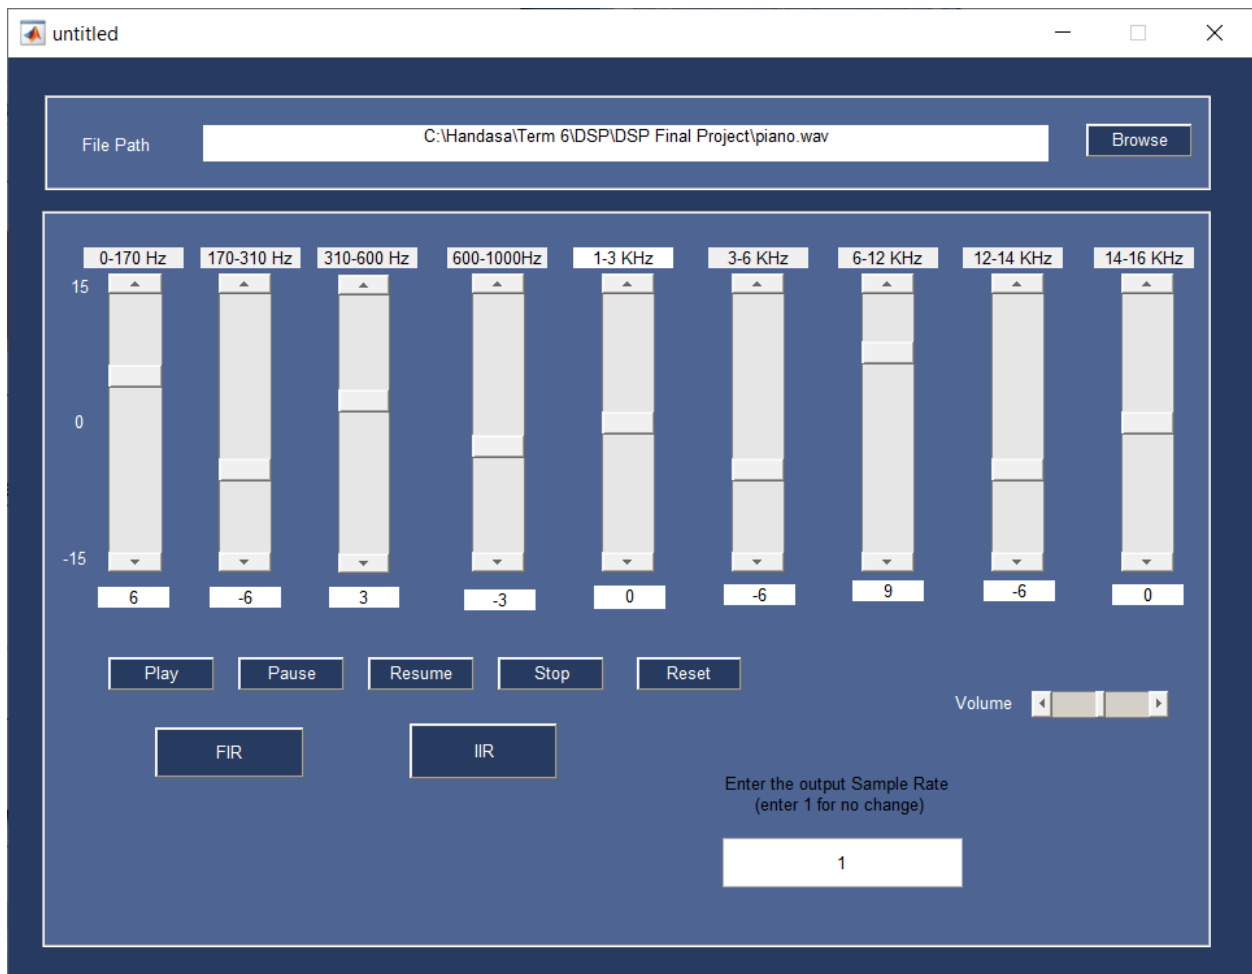 untitled
File Path
C:\Handasa\Term 6\DSP\DSP Final Project\piano.wav
Browse
0-170 Hz
170-310 Hz
310-600 Hz
600-1000Hz
1-3 KHz
3-6 KHz
6-12 KHz
12-14 KHz
14-16 KHz
15
0
-15
6
-6
3
-3
0
-6
9
-6
0
Play
Pause
Resume
Stop
Reset
Volume
FIR
IIR
Enter the output Sample Rate
(enter 1 for no change)
1